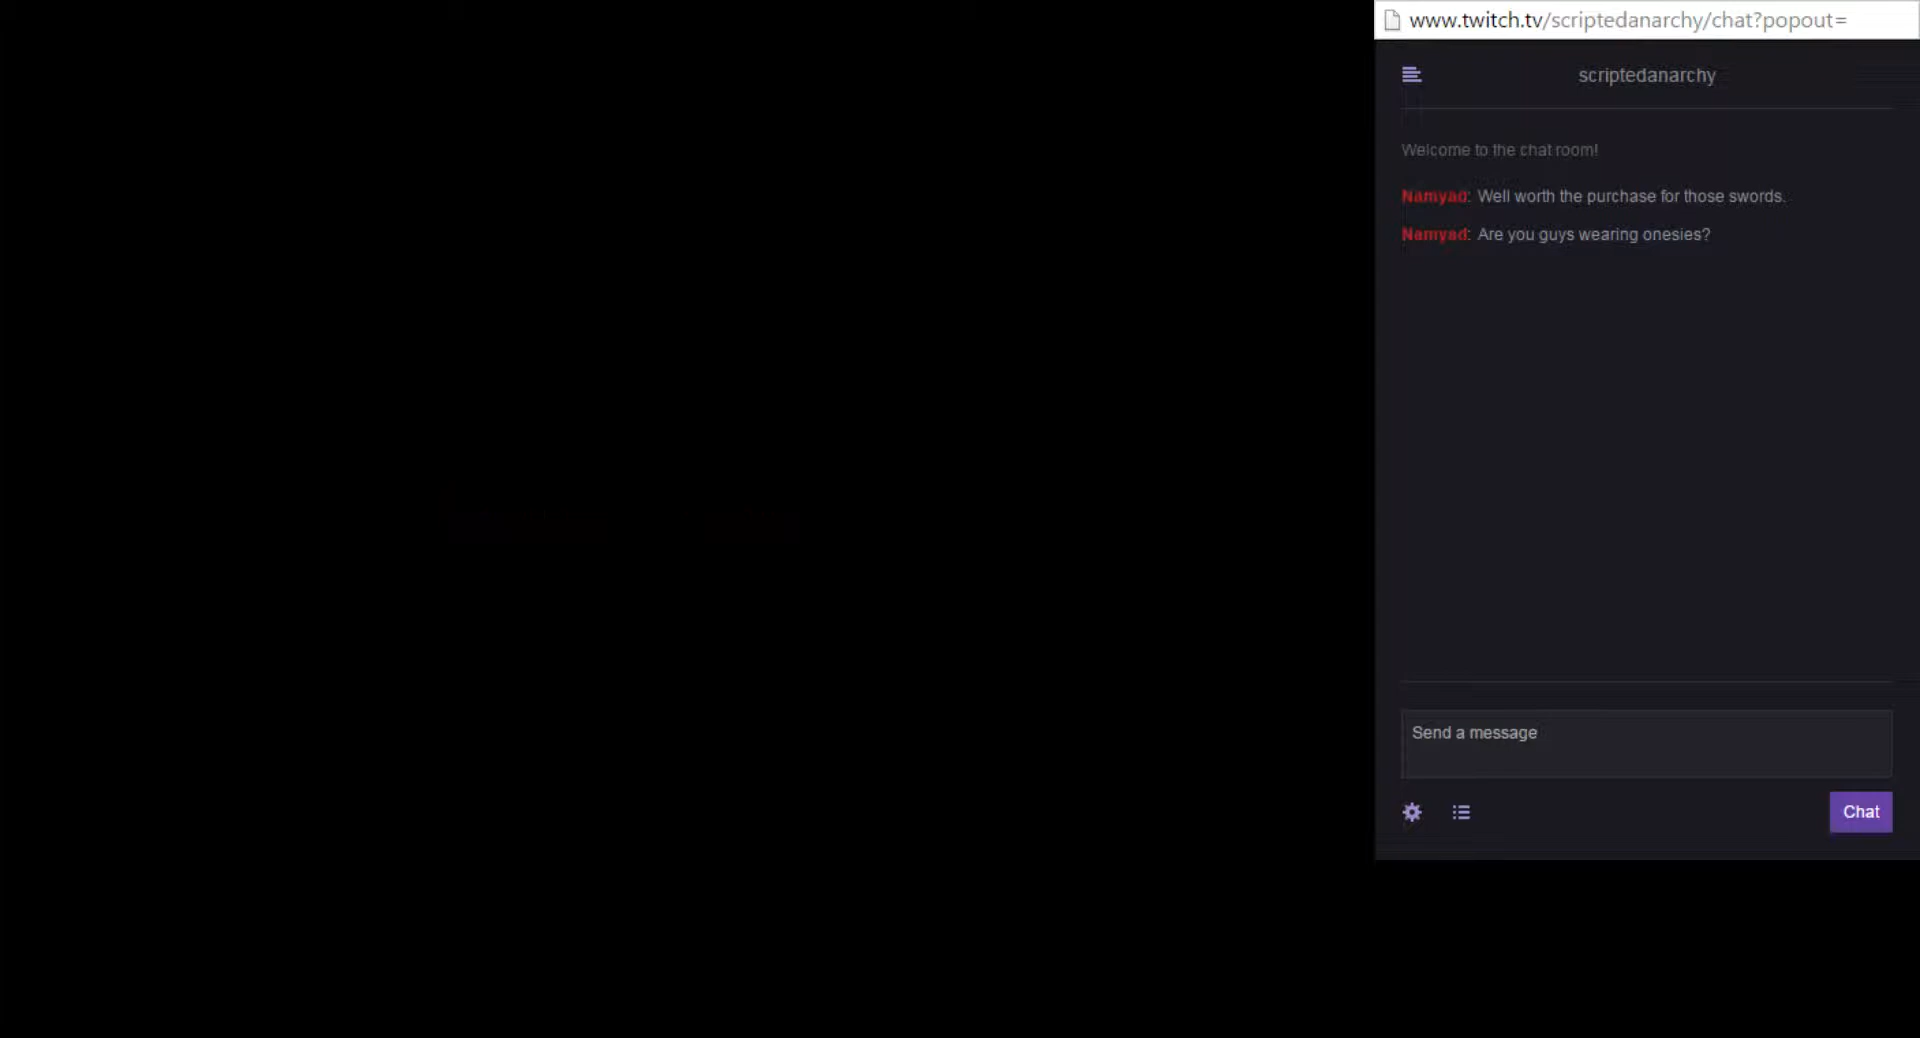 www.twitch.tv/scriptedanarchy/chat?popout=
scriptedanarchy
Welcome to the chat room!
Namyad: Well worth the purchase for those swords.
Namyad: Are you guys wearing onesies?
Send a message
Chat